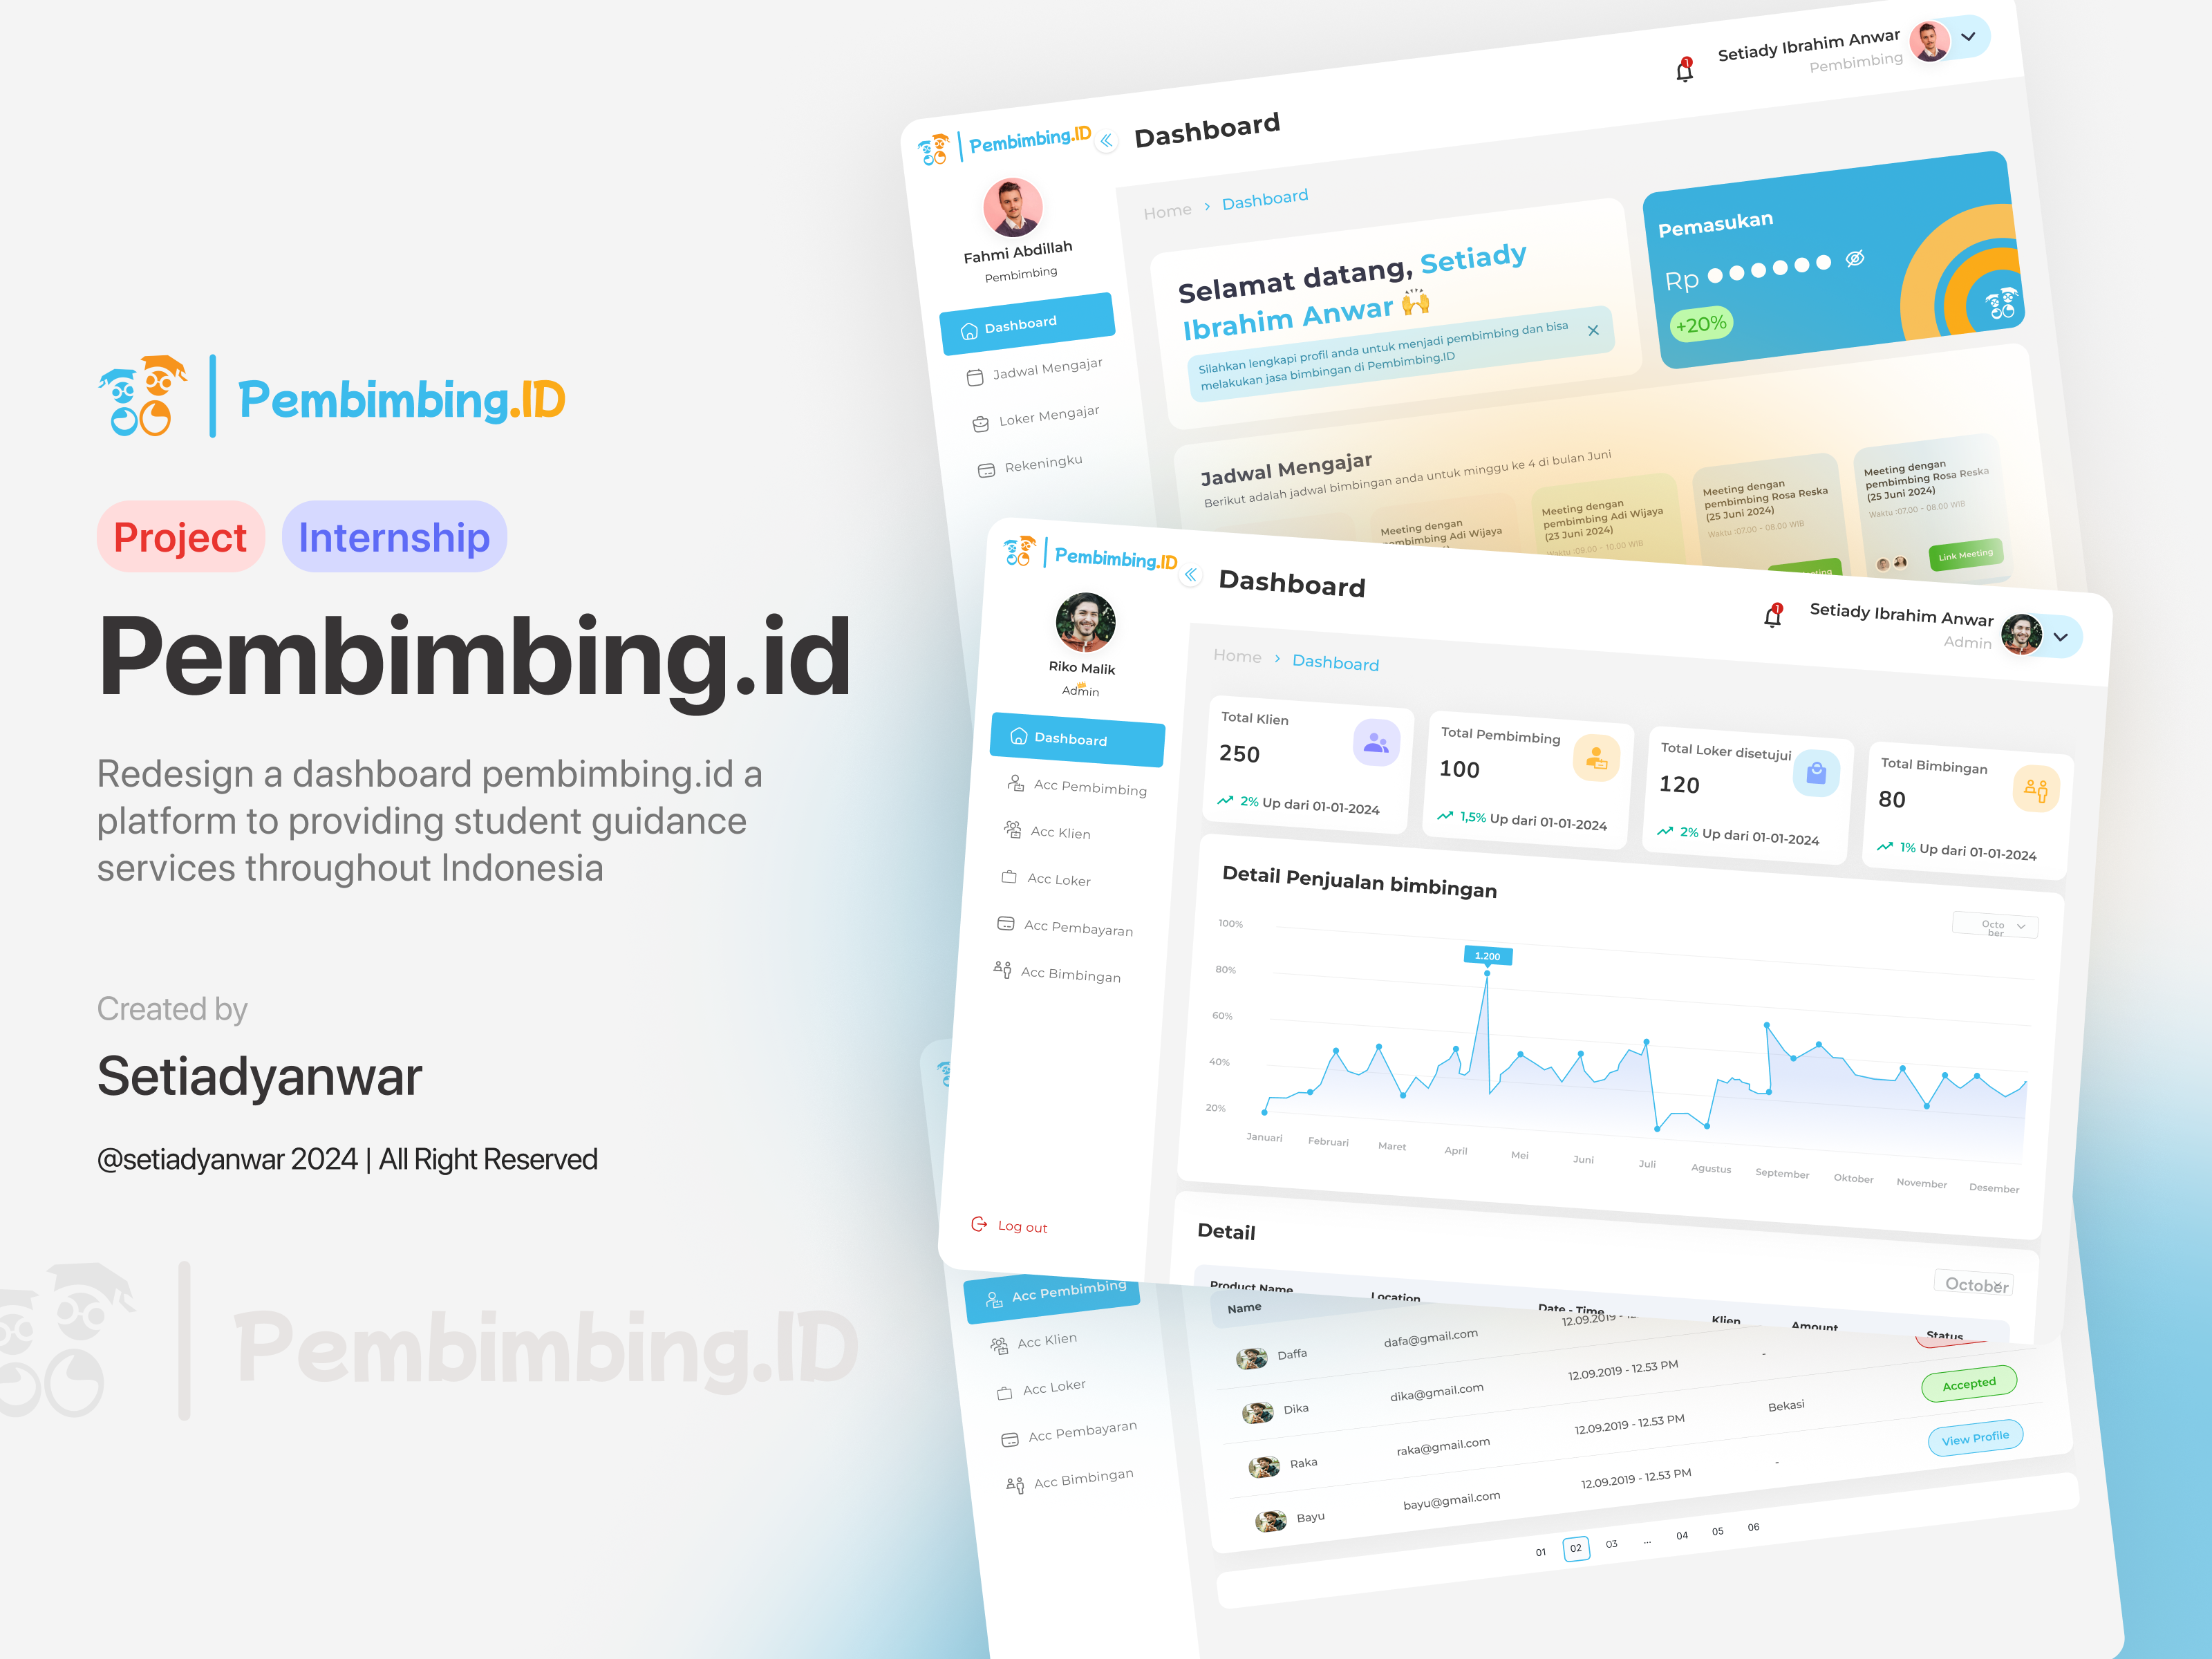 Pembimbing.ID
Project
Internship
Pembimbing.id
Redesign a dashboard pembimbing.id a
platform to providing student guidance
services throughout Indonesia
Created by
Setiadyanwar
@setiadyanwar 2024 | All Right Reserved
Pembimbing.ID
Pembimbing.ID
Dashboard
1
Setiady Ibrahim Anwar
Pembimbing
Fahmi Abdillah
Pembimbing
Dashboard
Jadwal Mengajar
Loker Mengajar
Rekeningku
Home
Dashboard
Selamat datang, Setiady
Ibrahim Anwar 🙌
Silahkan lengkapi profil anda untuk menjadi pembimbing dan bisa
melakukan jasa bimbingan di Pembimbing.ID
Pemasukan
Rp
+20%
Jadwal Mengajar
Berikut adalah jadwal bimbingan anda untuk minggu ke 4 di bulan Juni
Meeting dengan
pembimbing Adi Wijaya
Meeting dengan
pembimbing Adi Wijaya
(23 Juni 2024)
Waktu :09.00 - 10.00 WIB
Meeting dengan
pembimbing Rosa Reska
(25 Juni 2024)
Waktu :07.00 - 08.00 WIB
Meeting dengan
pembimbing Rosa Reska
(25 Juni 2024)
Waktu :07.00 - 08.00 WIB
Link Meeting
Pembimbing.ID
Dashboard
1
Setiady Ibrahim Anwar
Admin
Riko Malik
Admin
Dashboard
Acc Pembimbing
Acc Klien
Acc Loker
Acc Pembayaran
Acc Bimbingan
Log out
Home
Dashboard
Total Klien
250
2% Up dari 01-01-2024
Total Pembimbing
100
1,5% Up dari 01-01-2024
Total Loker disetujui
120
2% Up dari 01-01-2024
Total Bimbingan
80
1% Up dari 01-01-2024
Detail Penjualan bimbingan
Octo
ber
100%
80%
60%
40%
20%
1.200
Januari
Februari
Maret
April
Mei
Juni
Juli
Agustus
September
Oktober
November
Desember
Detail
October
Product Name
Location
Date - Time
Klien
Amount
Status
Acc Pembimbing
Acc Klien
Acc Loker
Acc Pembayaran
Acc Bimbingan
Name
Daffa
dafa@gmail.com
12.09.2019 - 12
-
Dika
dika@gmail.com
12.09.2019 - 12.53 PM
Accepted
Raka
raka@gmail.com
12.09.2019 - 12.53 PM
Bekasi
View Profile
Bayu
bayu@gmail.com
12.09.2019 - 12.53 PM
-
01
02
03
...
04
05
06